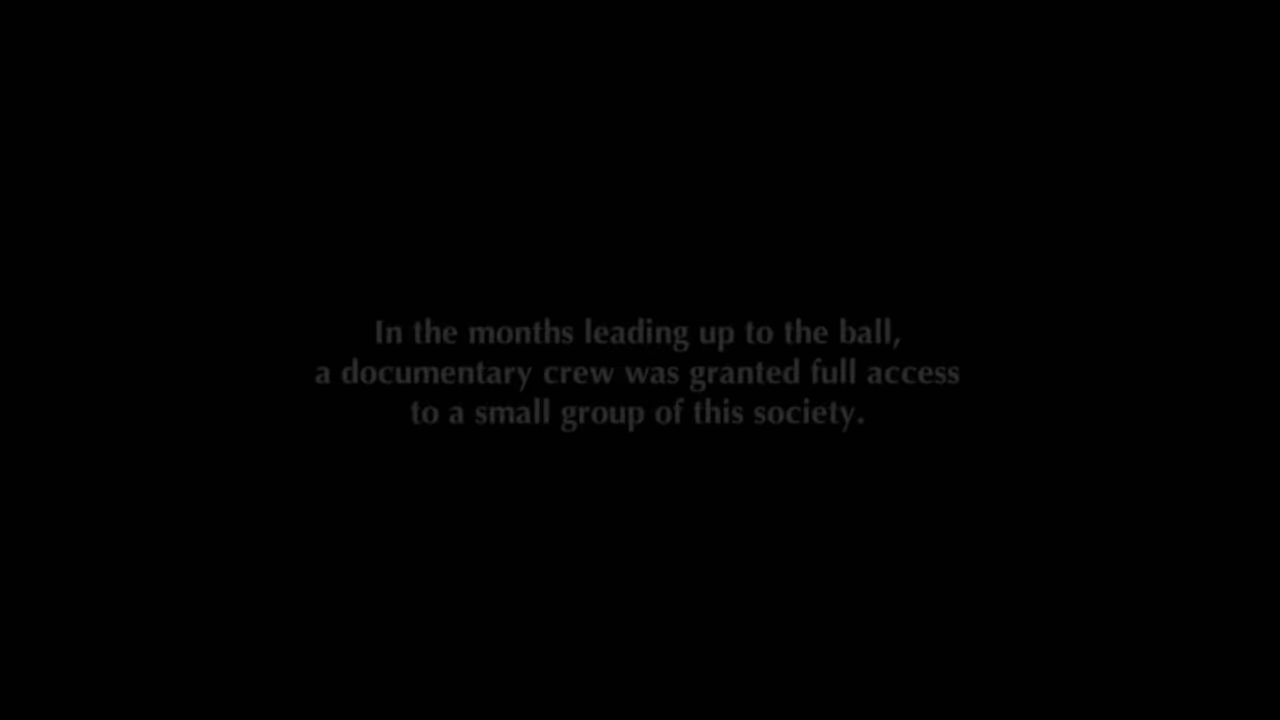 In the months leading up to the ball,
a documentary crew was granted full access
to a small group of this society.